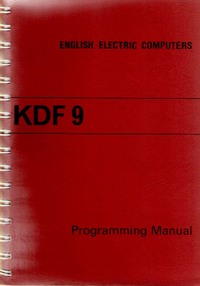 ENGLISH ELECTRIC COMPUTERS
KDF 9
Programming Manual